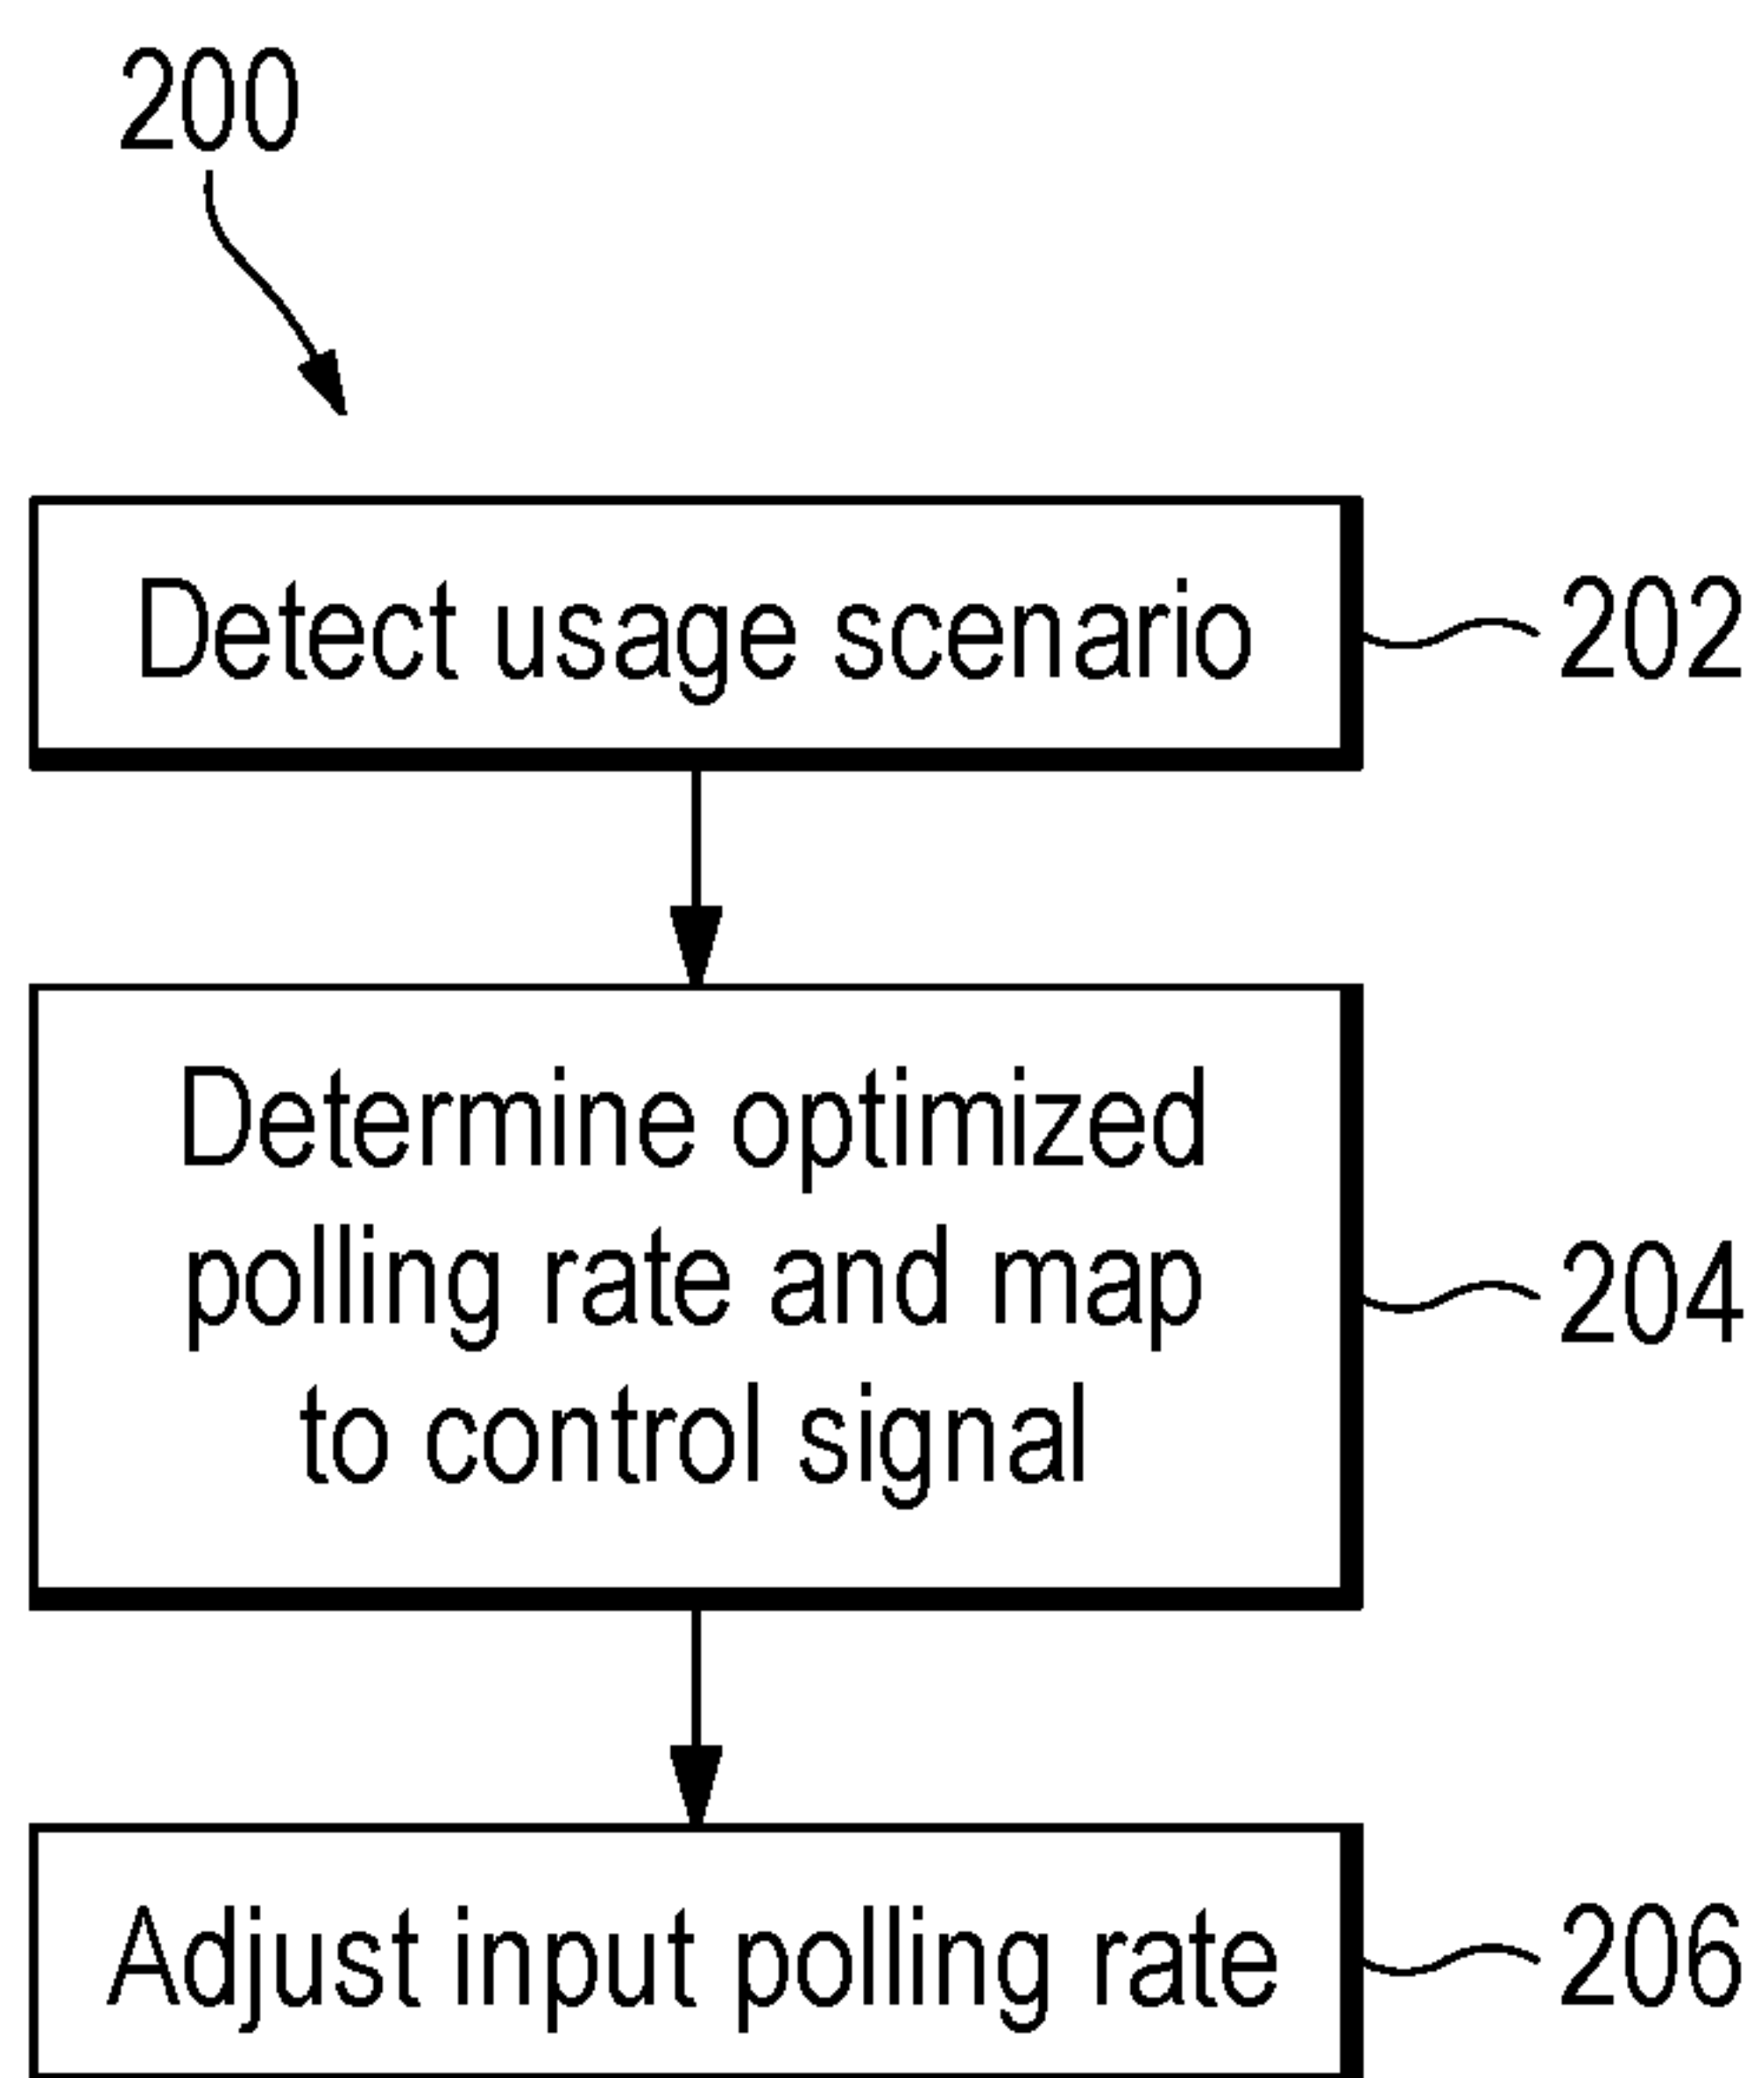 200
Detect usage scenario
202
Determine optimized
polling rate and map
to control signal
204
Adjust input polling rate
206